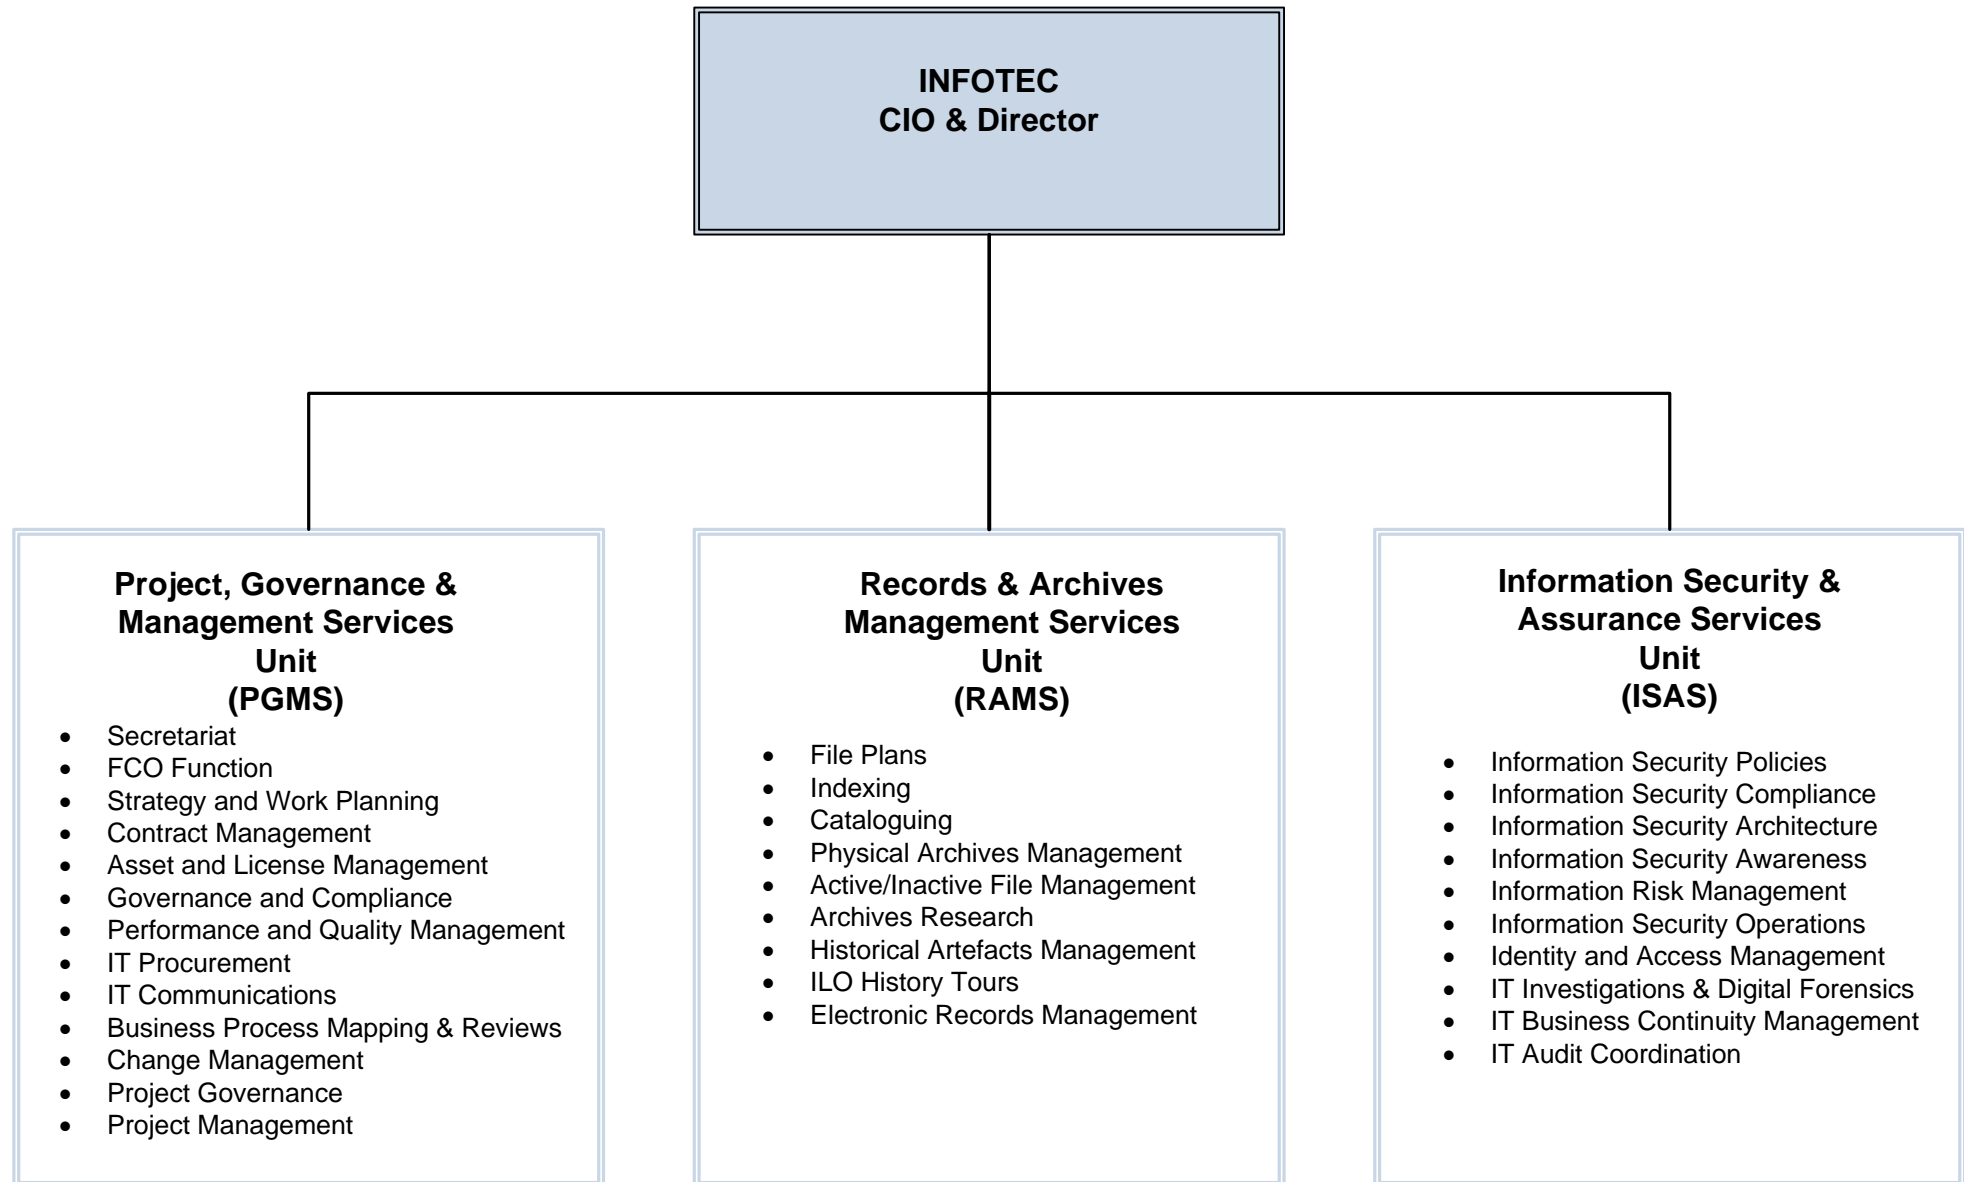 INFOTEC
CIO & Director
Project, Governance &
Management Services
Unit
(PGMS)
• Secretariat
• FCO Function
• Strategy and Work Planning
• Contract Management
• Asset and License Management
• Governance and Compliance
• Performance and Quality Management
• IT Procurement
• IT Communications
• Business Process Mapping & Reviews
• Change Management
• Project Governance
• Project Management
Records & Archives
Management Services
Unit
(RAMS)
• File Plans
• Indexing
• Cataloguing
• Physical Archives Management
• Active/Inactive File Management
• Archives Research
• Historical Artefacts Management
• ILO History Tours
• Electronic Records Management
Information Security &
Assurance Services
Unit
(ISAS)
• Information Security Policies
• Information Security Compliance
• Information Security Architecture
• Information Security Awareness
• Information Risk Management
• Information Security Operations
• Identity and Access Management
• IT Investigations & Digital Forensics
• IT Business Continuity Management
• IT Audit Coordination